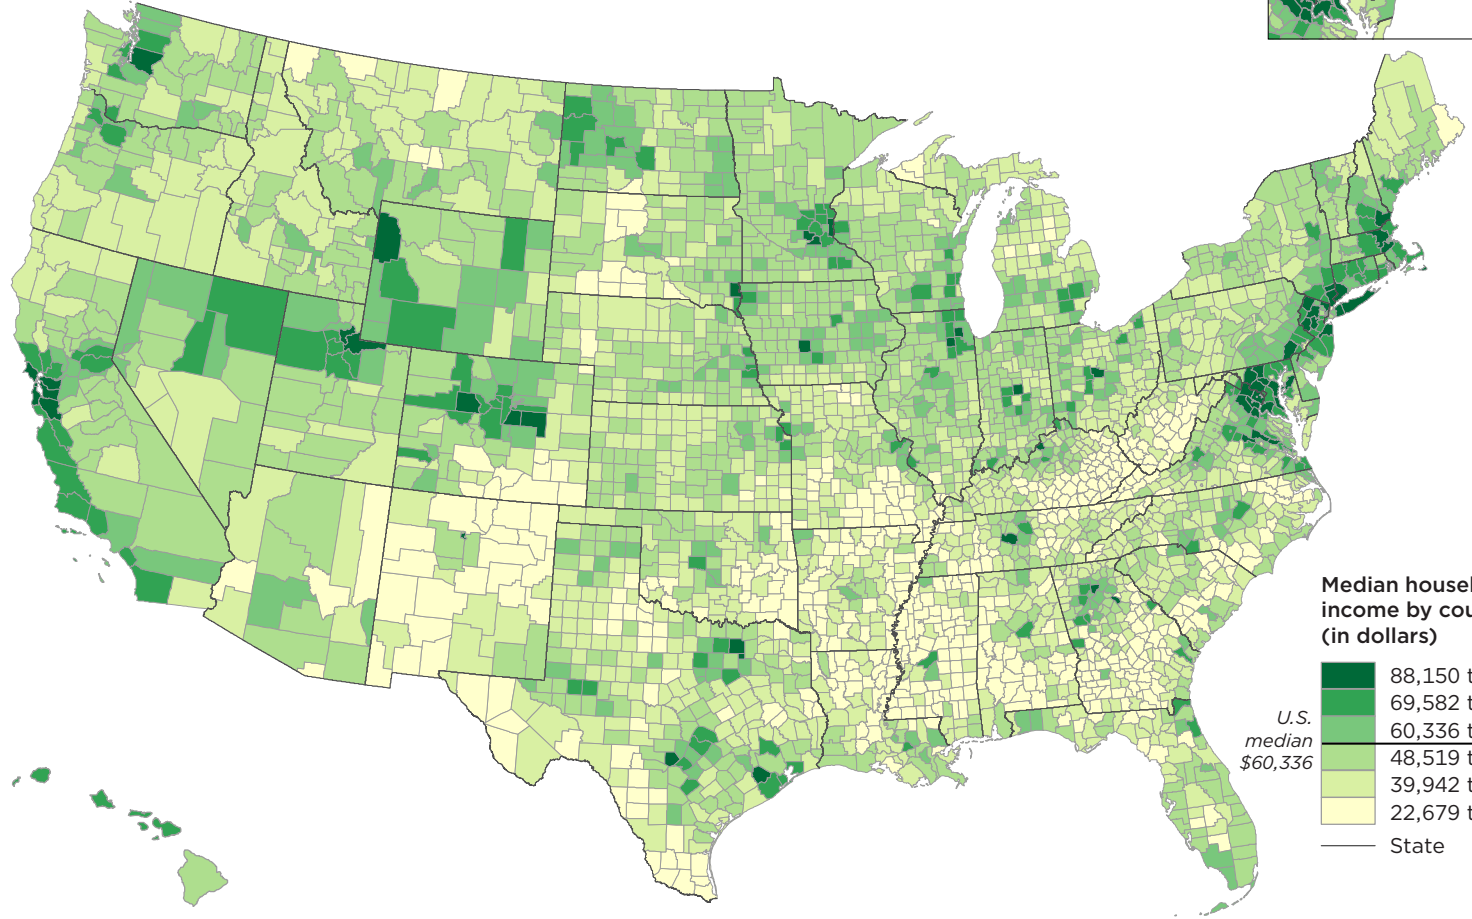 Median househ
income by cou
(in dollars)
88,150 t
69,582 t
60,336 t
U.S.
median
$60,336
48,519 t
39,942 t
22,679 t
State